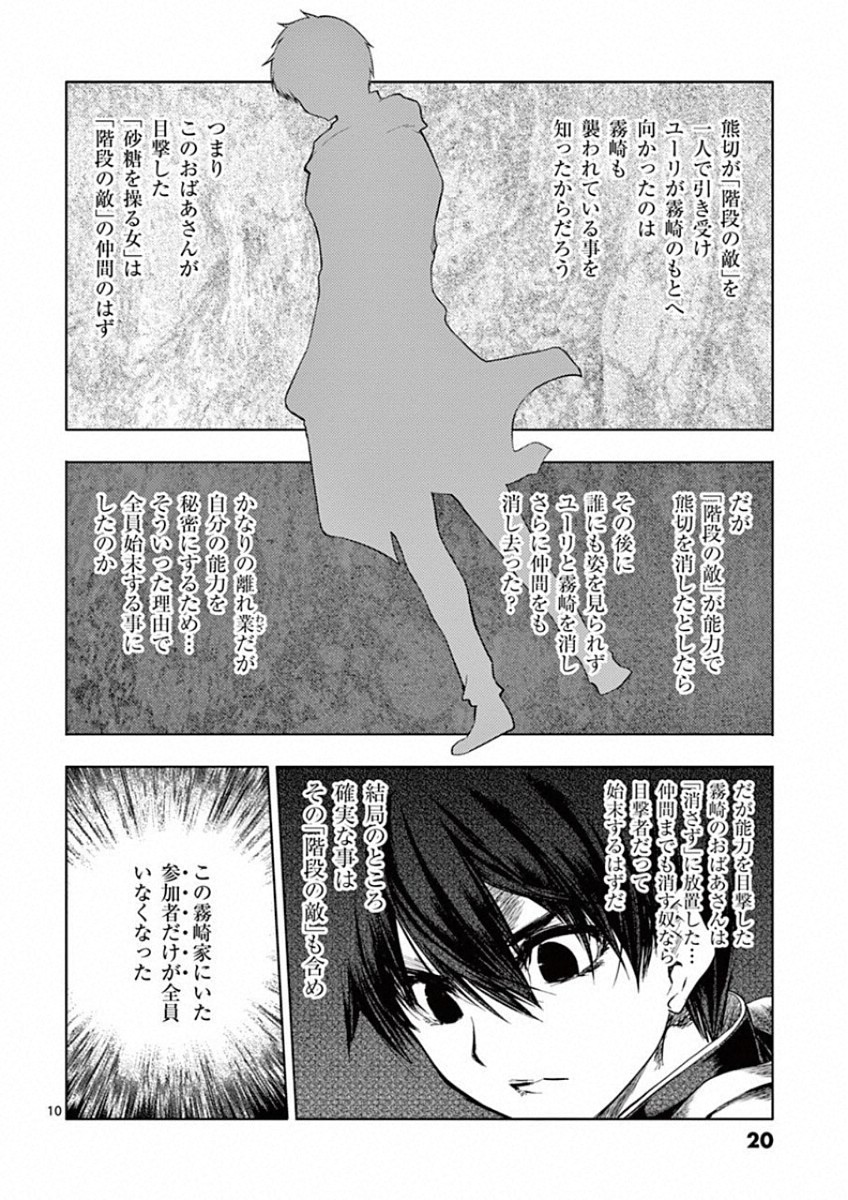 熊切が「階段の敵」を
一人で引き受け
ユーリが霧崎のもとへ
向かったのは
霧崎も
襲われている事を
知ったからだろう
つまり
このおばあさんが
目撃した
「砂糖を操る女」は
「階段の敵」の仲間のはず
だが
「階段の敵」が能力で
熊切を消したとしたら
その後に
誰にも姿を見られず
ユーリと霧崎を消し
さらに仲間をも
消し去った?
かなりの離れ業だが
わざ
自分の能力を
秘密にするため…
そういった理由で
全員始末する事に
したのか
だが能力を目撃した
霧崎のおばあさんは
「消さず」に放置した…
仲間までも消す奴なら
目撃者だって
始末するはずだ
結局のところ
確実な事は
その「階段の敵」も含め
この霧崎家にいた
参加者だけが全員
いなくなった
10
20